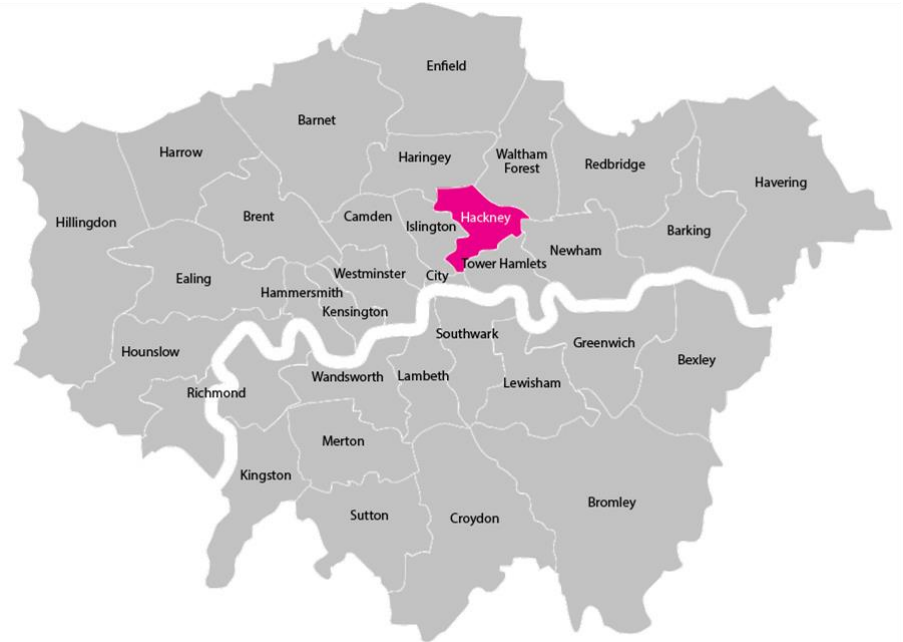 Enfield
Barnet
Harrow
Haringey
Waltham
Forest
Redbridge
Havering
Hillingdon
Brent
Camden
Islington
Hackney
Barking
Newham
Ealing
Westminster
City
Tower Hamlets
Hammersmith
Kensington
Southwark
Greenwich
Hounslow
Bexley
Richmond
Wandsworth
Lambeth
Lewisham
Merton
Kingston
Bromley
Sutton
Croydon